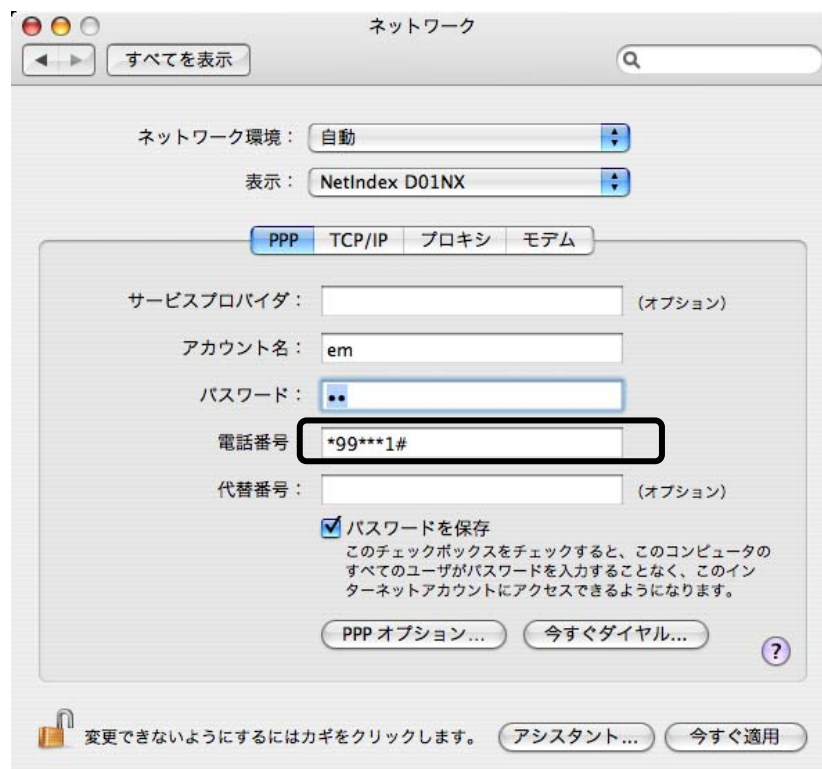 ネットワーク
すべてを表示
ネットワーク環境： 自動
表示： NetIndex D01NX
PPP TCP/IP プロキシ モデム
サービスプロバイダ： (オプション)
アカウント名： em
パスワード： ••
電話番号 *99***1#
代替番号： (オプション)
パスワードを保存
このチェックボックスをチェックすると、このコンピュータの
すべてのユーザがパスワードを入力することなく、このイン
ターネットアカウントにアクセスできるようになります。
PPP オプション... 今すぐダイヤル...
?
変更できないようにするにはカギをクリックします。 アシスタント... 今すぐ適用